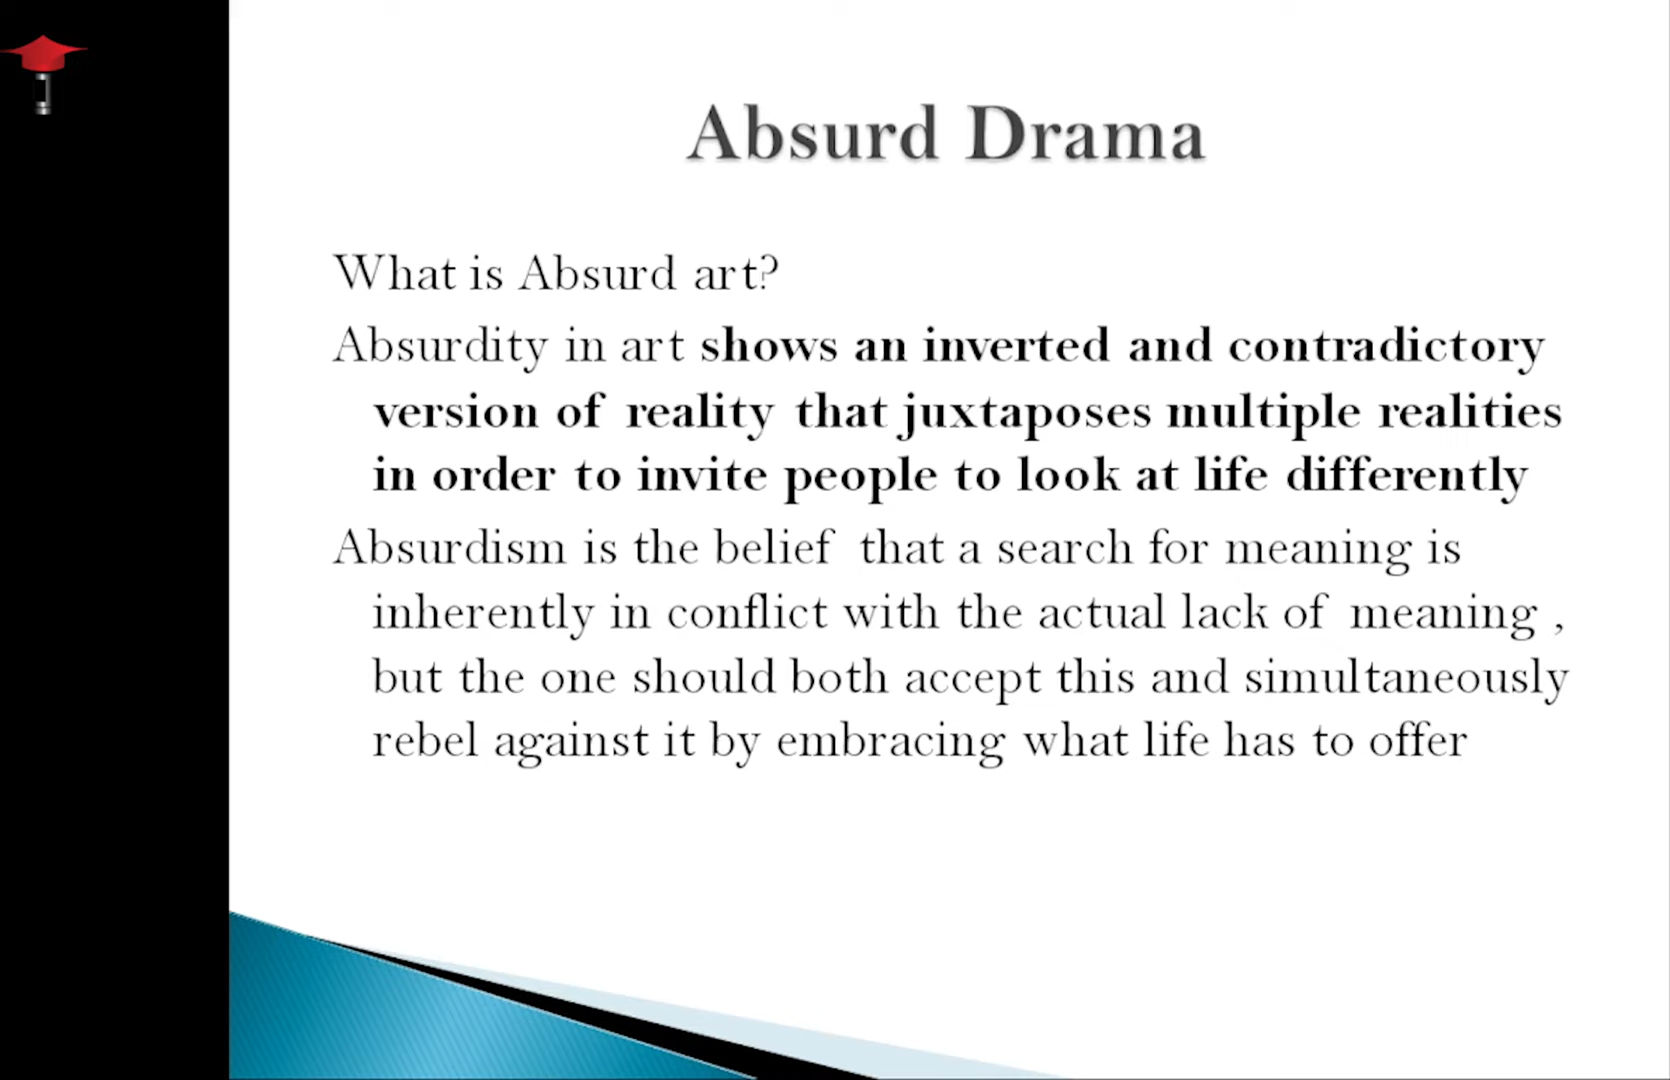 Absurd Drama
What is Absurd art?
Absurdity in art shows an inverted and contradictory
version of reality that juxtaposes multiple realities
in order to invite people to look at life differently
Absurdism is the belief that a search for meaning is
inherently in conflict with the actual lack of meaning ,
but the one should both accept this and simultaneously
rebel against it by embracing what life has to offer